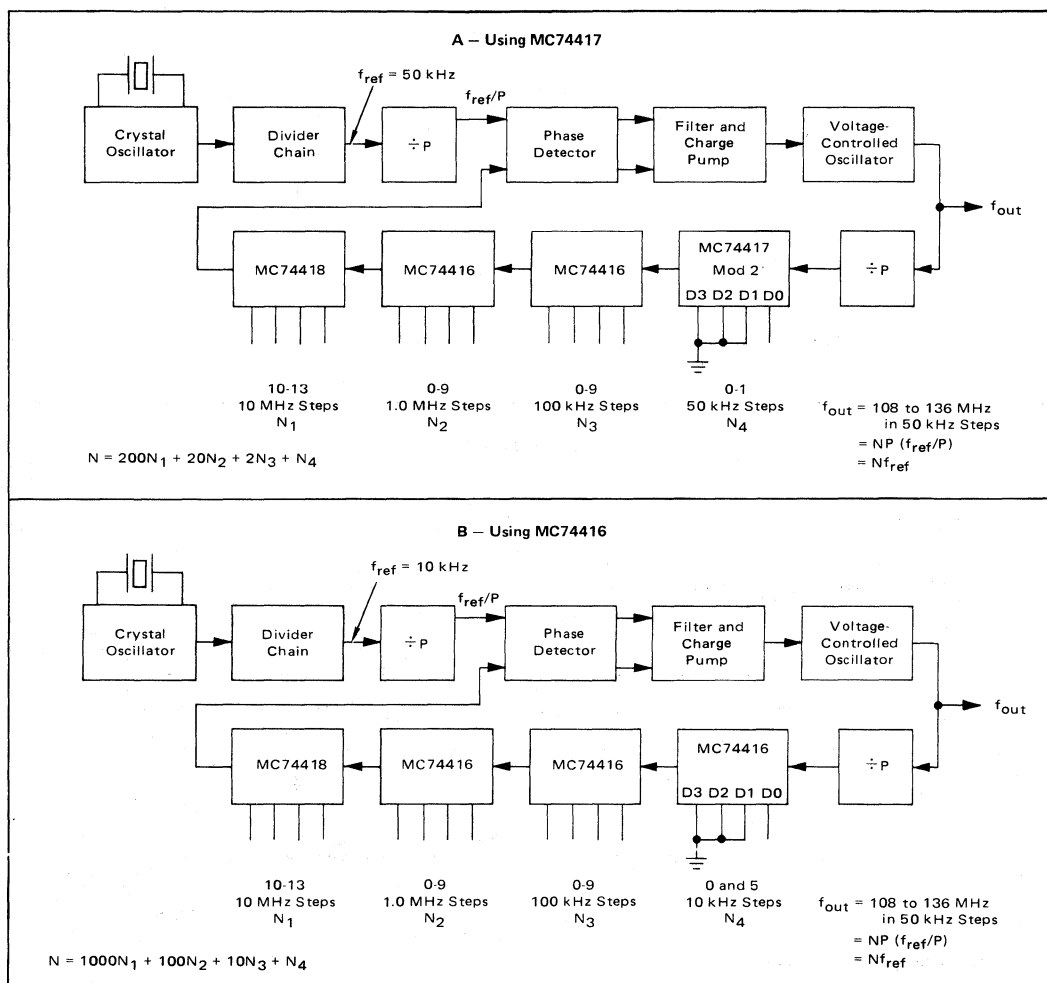 A – Using MC74417
f_ref = 50 kHz
f_ref/P
Crystal
Oscillator
Divider
Chain
÷P
Phase
Detector
Filter and
Charge
Pump
Voltage-
Controlled
Oscillator
f_out
MC74418
MC74416
MC74416
MC74417
Mod 2
D3 D2 D1 D0
÷P
10-13
10 MHz Steps
N₁
0-9
1.0 MHz Steps
N₂
0-9
100 kHz Steps
N₃
0-1
50 kHz Steps
N₄
f_out = 108 to 136 MHz
in 50 kHz Steps
= NP (f_ref/P)
= Nf_ref
N = 200N₁ + 20N₂ + 2N₃ + N₄
B – Using MC74416
f_ref = 10 kHz
f_ref/P
Crystal
Oscillator
Divider
Chain
÷P
Phase
Detector
Filter and
Charge
Pump
Voltage-
Controlled
Oscillator
f_out
MC74418
MC74416
MC74416
MC74416
D3 D2 D1 D0
÷P
10-13
10 MHz Steps
N₁
0-9
1.0 MHz Steps
N₂
0-9
100 kHz Steps
N₃
0 and 5
10 kHz Steps
N₄
f_out = 108 to 136 MHz
in 50 kHz Steps
= NP (f_ref/P)
= Nf_ref
N = 1000N₁ + 100N₂ + 10N₃ + N₄